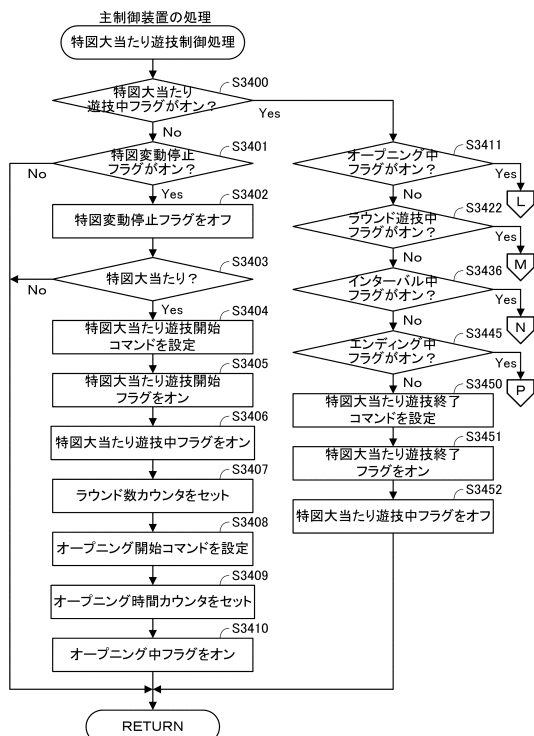 主制御装置の処理
特図大当たり遊技制御処理
S3400
特図大当たり
遊技中フラグがオン？
Yes
No
S3401
特図変動停止
フラグがオン？
No
Yes
S3402
特図変動停止フラグをオフ
S3403
特図大当たり？
No
Yes
S3404
特図大当たり遊技開始
コマンドを設定
S3405
特図大当たり遊技開始
フラグをオン
S3406
特図大当たり遊技中フラグをオン
S3407
ラウンド数カウンタをセット
S3408
オープニング開始コマンドを設定
S3409
オープニング時間カウンタをセット
S3410
オープニング中フラグをオン
RETURN
S3411
オープニング中
フラグがオン？
Yes
L
No
S3422
ラウンド遊技中
フラグがオン？
Yes
M
No
S3436
インターバル中
フラグがオン？
Yes
N
No
S3445
エンディング中
フラグがオン？
Yes
P
No
S3450
特図大当たり遊技終了
コマンドを設定
S3451
特図大当たり遊技終了
フラグをオン
S3452
特図大当たり遊技中フラグをオフ